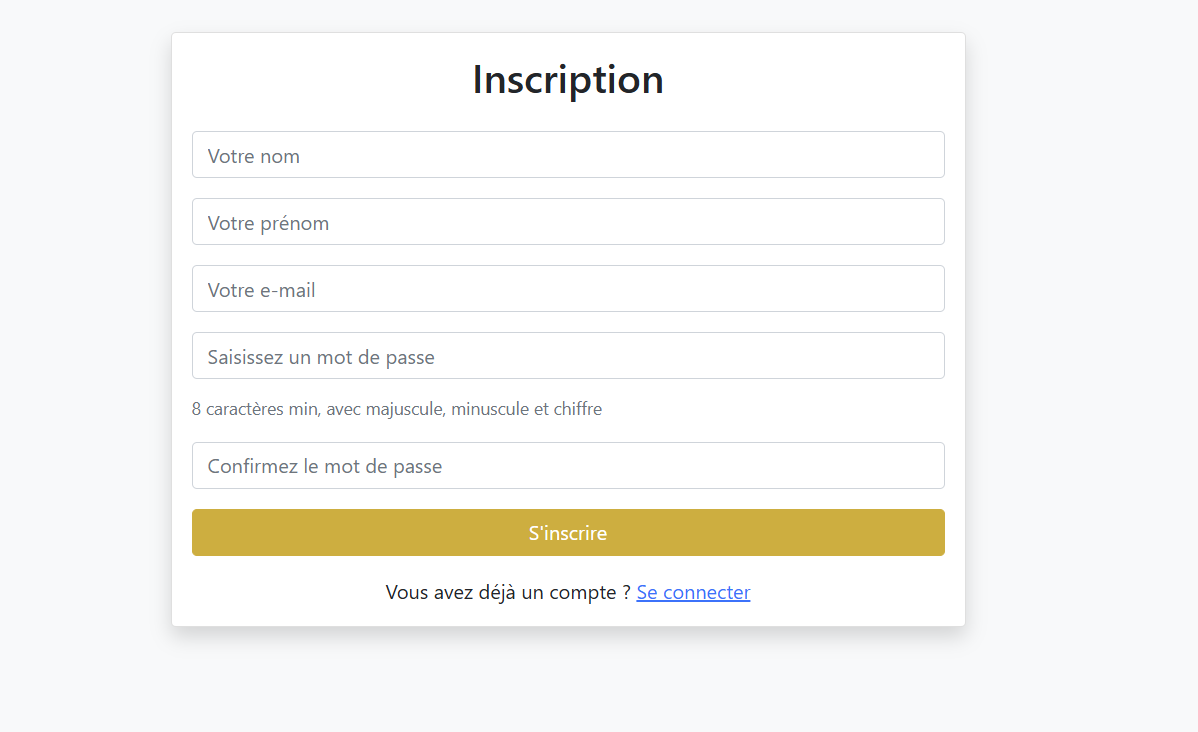 Inscription
Votre nom
Votre prénom
Votre e-mail
Saisissez un mot de passe
8 caractères min, avec majuscule, minuscule et chiffre
Confirmez le mot de passe
S'inscrire
Vous avez déjà un compte ? Se connecter